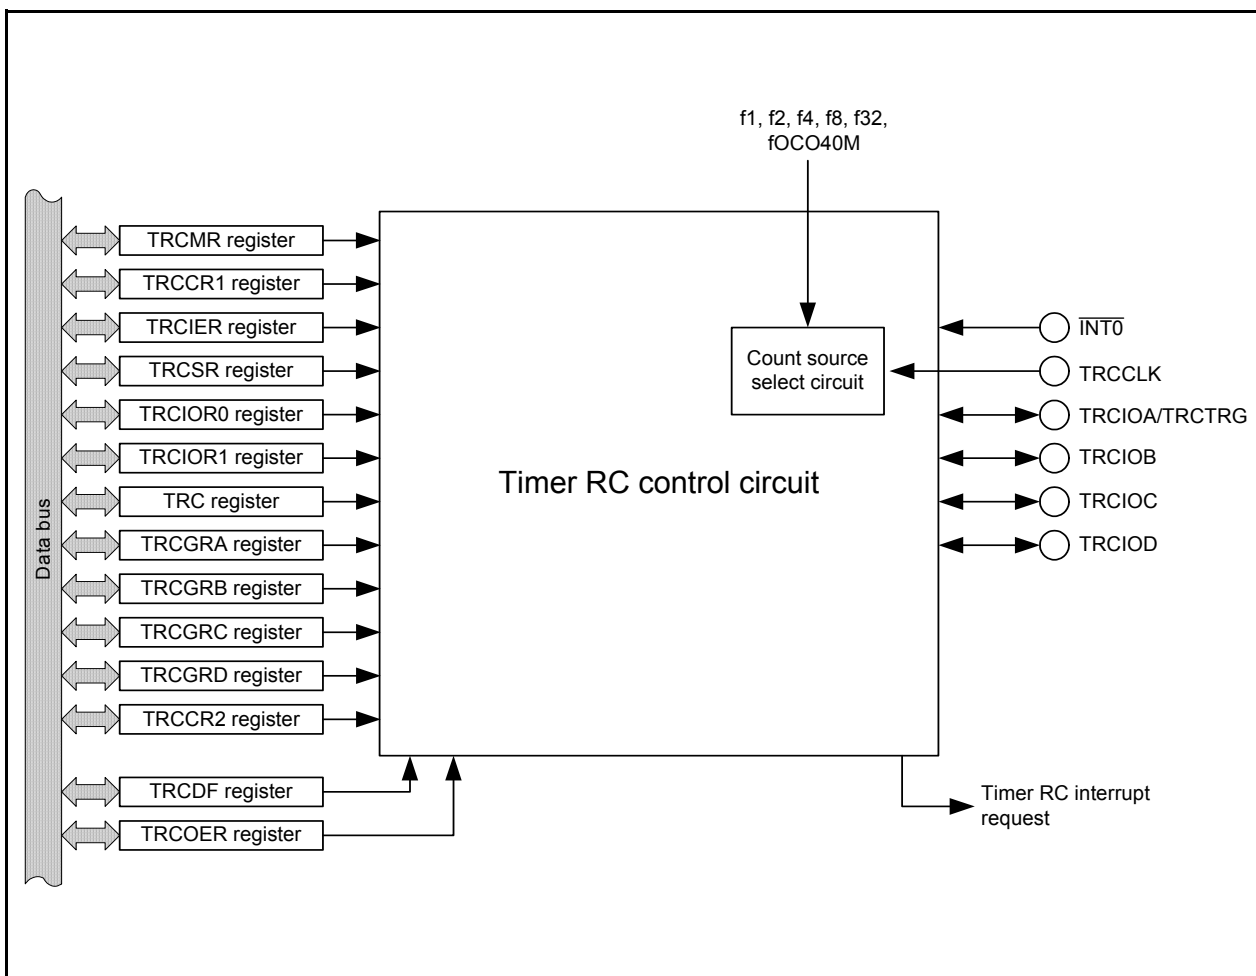 f1, f2, f4, f8, f32,
fOCO40M
Data bus
TRCMR register
TRCCR1 register
TRCIER register
TRCSR register
TRCIOR0 register
TRCIOR1 register
TRC register
TRCGRA register
TRCGRB register
TRCGRC register
TRCGRD register
TRCCR2 register
TRCDF register
TRCOER register
Timer RC control circuit
Count source
select circuit
INT0
TRCCLK
TRCIOA/TRCTRG
TRCIOB
TRCIOC
TRCIOD
Timer RC interrupt
request